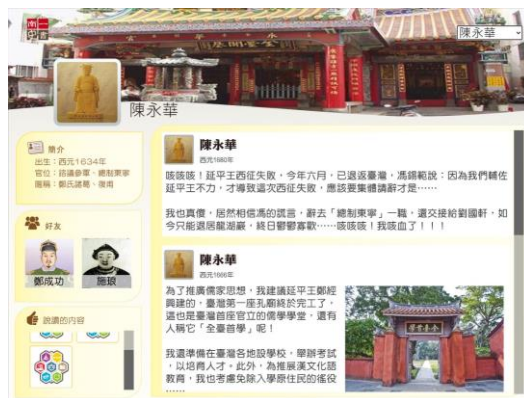 陳永華
陳永華
簡介
出生：西元1634年
官位：諮議參軍、總制東寧
匿稱：鄭氏諸葛、復甫
好友
鄭成功
施琅
說讚的內容
陳永華
西元1680年
咳咳咳！延平王西征失敗，今年六月，已退返臺灣，馮錫範說：因為我們輔佐
延平王不力，才導致這次西征失敗，應該要集體請辭才是……
我也真傻，居然相信馮的謊言，辭去「總制東寧」一職，還交接給劉國軒，如
今只能退居龍湖巖，終日鬱鬱寡歡……咳咳咳！我咳血了！！！
陳永華
西元1666年
為了推廣儒家思想，我建議延平王鄭經
興建的，臺灣第一座孔廟終於完工了，
這也是臺灣首座官立的儒學學堂，還有
人稱它「全臺首學」呢！
我還準備在臺灣各地設學校，舉辦考試
，以培育人才。此外，為推展漢文化語
教育，我也考慮免除入學原住民的徭役
……
全臺首學